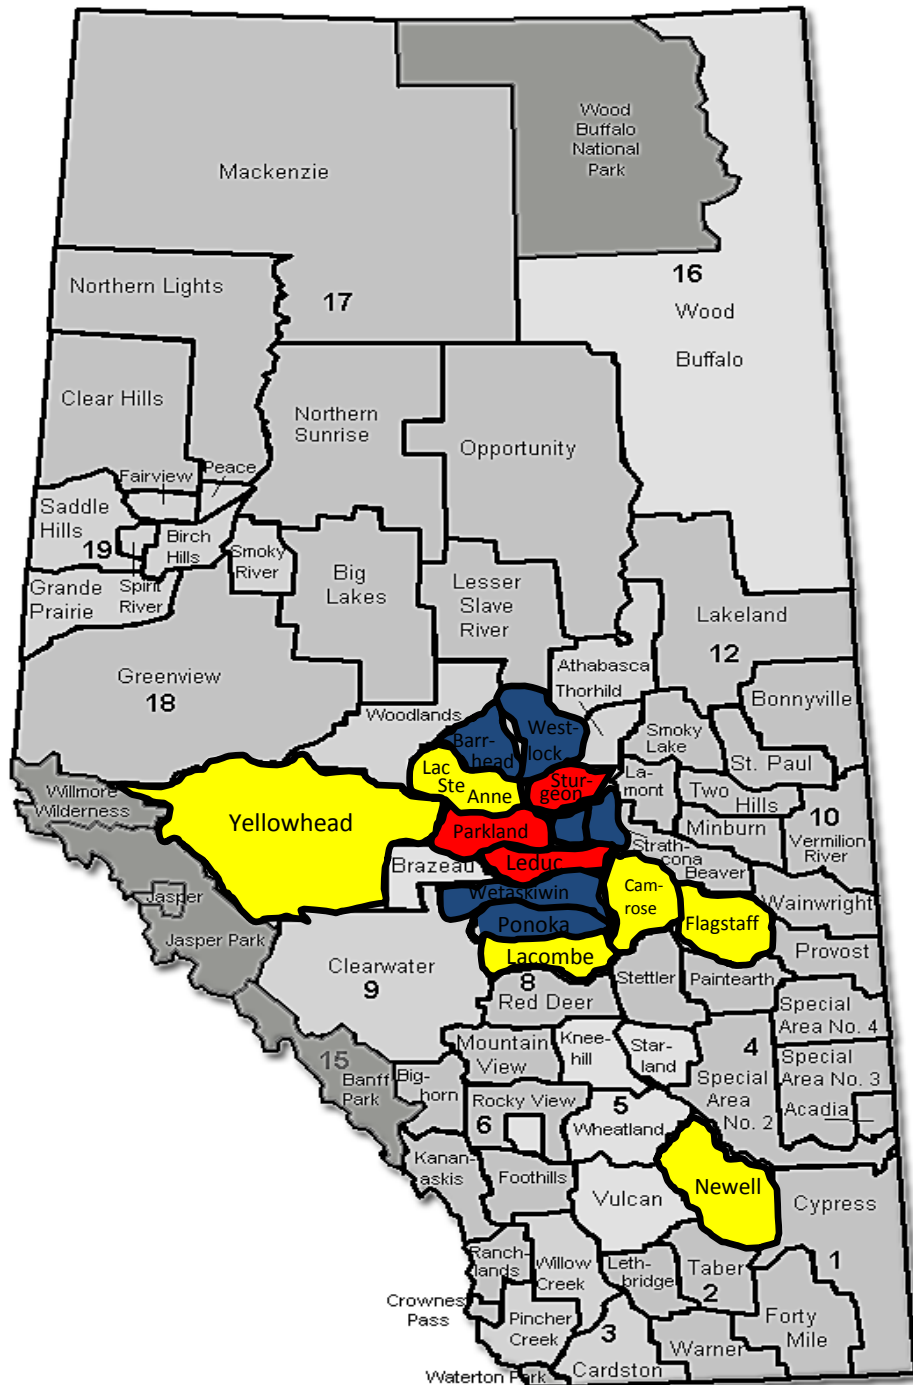 Wood
Buffalo
National
Park
Mackenzie
16
Wood
Buffalo
Northern Lights
17
Clear Hills
Northern
Sunrise
Opportunity
Fairview
Peace
Saddle
Hills
19
Birch
Hills
Smoky
River
Spirit
River
Grande
Prairie
Big
Lakes
Lesser
Slave
River
Lakeland
12
Athabasca
Thorhild
Greenview
18
Bonnyville
Woodlands
West-
lock
Barr-
head
Smoky
Lake
St. Paul
Lac
Ste
Anne
Stur-
geon
La-
mont
Two
Hills
Willmore
Wilderness
Yellowhead
Parkland
Minburn
10
Vermilion
River
Brazeau
Leduc
Strath-
cona
Beaver
Jasper
Wetaskiwin
Cam-
rose
Wainwright
Flagstaff
Jasper Park
Ponoka
Provost
Clearwater
9
Lacombe
8
Red Deer
Stettler
Paintearth
Special
Area No. 4
Mountain
View
Knee-
hill
Star-
land
4
Special
Area
No. 2
Special
Area No. 3
Acadia
15
Banff
Park
Big-
horn
Rocky View
6
5
Wheatland
Kanan-
askis
Foothills
Vulcan
Newell
Cypress
1
Ranch-
lands
Willow
Creek
Leth-
bridge
Taber
2
Crownest
Pass
Pincher
Creek
3
Cardston
Warner
Forty
Mile
Waterton Park